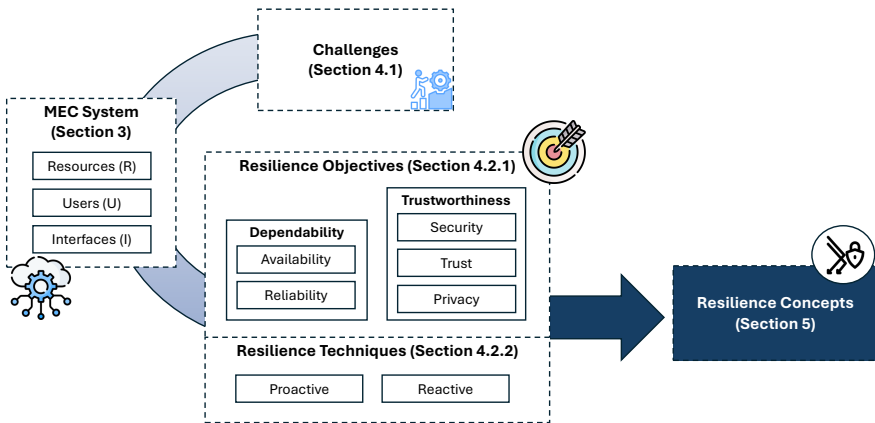 Challenges
(Section 4.1)
MEC System
(Section 3)
Resources (R)
Users (U)
Interfaces (I)
Resilience Objectives (Section 4.2.1)
Dependability
Availability
Reliability
Trustworthiness
Security
Trust
Privacy
Resilience Techniques (Section 4.2.2)
Proactive
Reactive
Resilience Concepts
(Section 5)